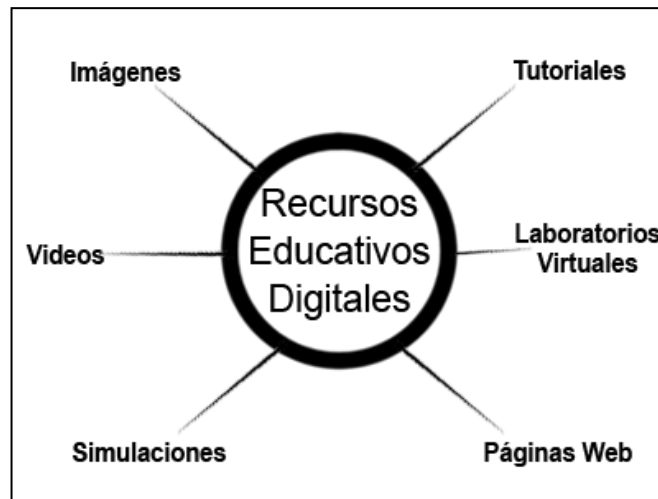 Imágenes
Tutoriales
Recursos
Educativos
Digitales
Videos
Laboratorios
Virtuales
Simulaciones
Páginas Web